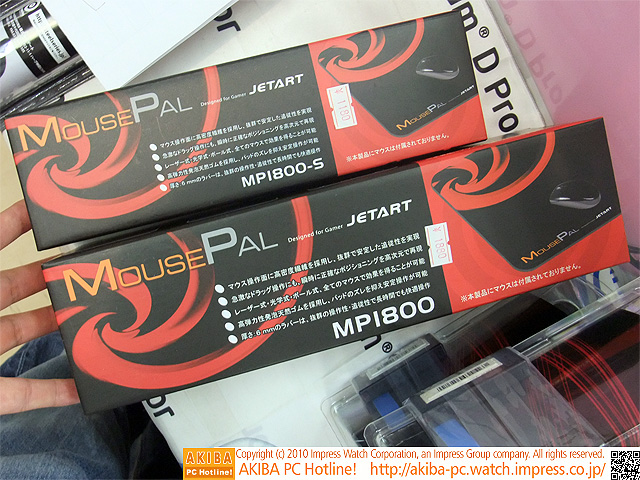 MOUSEPAL
Designed for Gamer JETART
マウス操作面に高密度繊維を採用し、抜群で安定した追従性を実現
急激なドラッグ操作にも、瞬時に正確なポジショニングを高次元で再現
レーザー式・光学式・ボール式、全てのマウスで効果を得ることが可能
高弾力性発泡天然ゴムを採用し、パッドのズレを抑え安定操作が可能
厚さ6mmのラバーは、抜群の操作性・追従性で長時間でも快適操作
MP1800-S
MOUSEPAL
JETART
※本製品にマウスは付属されておりません。
MOUSEPAL
Designed for Gamer JETART
マウス操作面に高密度繊維を採用し、抜群で安定した追従性を実現
急激なドラッグ操作にも、瞬時に正確なポジショニングを高次元で再現
レーザー式・光学式・ボール式、全てのマウスで効果を得ることが可能
高弾力性発泡天然ゴムを採用し、パッドのズレを抑え安定操作が可能
厚さ6mmのラバーは、抜群の操作性・追従性で長時間でも快適操作
MP1800
¥1880
MOUSEPAL
JETART
※本製品にマウスは付属されておりません。
® D Pro
AKIBA
PC Hotline!
Copyright (c) 2010 Impress Watch Corporation, an Impress Group company. All rights reserved.
AKIBA PC Hotline! http://akiba-pc.watch.impress.co.jp/